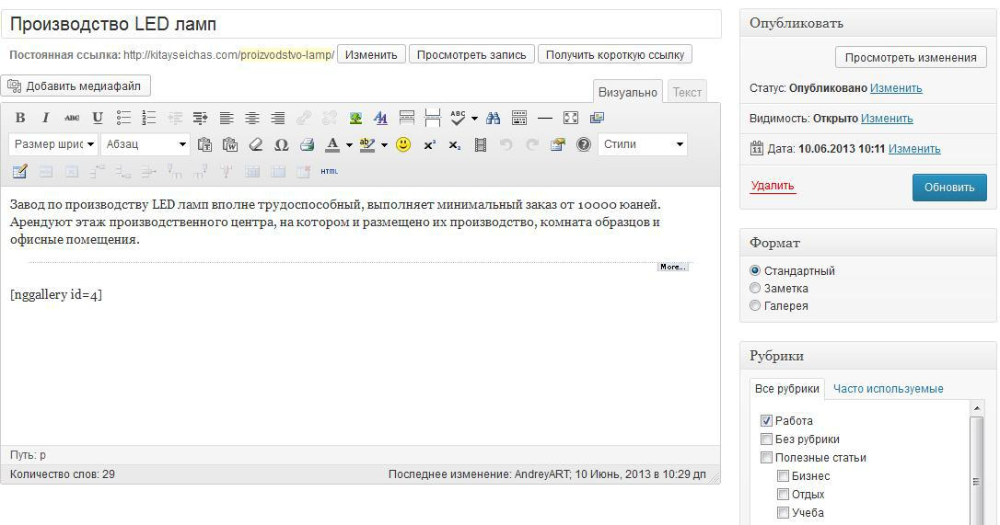 Производство LED ламп
Постоянная ссылка: http://kitayseichas.com/proizvodstvo-lamp/ Изменить Просмотреть запись Получить короткую ссылку
Добавить медиафайл
Визуально Текст
B I ABC U ABC
Размер шриф Абзац A ab Стили
HTML
Завод по производству LED ламп вполне трудоспособный, выполняет минимальный заказ от 10000 юаней.
Арендуют этаж производственного центра, на котором и размещено их производство, комната образцов и
офисные помещения.
More...
[nggallery id=4]
Путь: p
Количество слов: 29 Последнее изменение: AndreyART; 10 Июнь, 2013 в 10:29 дп
Опубликовать
Просмотреть изменения
Статус: Опубликовано Изменить
Видимость: Открыто Изменить
11 Дата: 10.06.2013 10:11 Изменить
Удалить Обновить
Формат
Стандартный
Заметка
Галерея
Рубрики
Все рубрики Часто используемые
Работа
Без рубрики
Полезные статьи
Бизнес
Отдых
Учеба